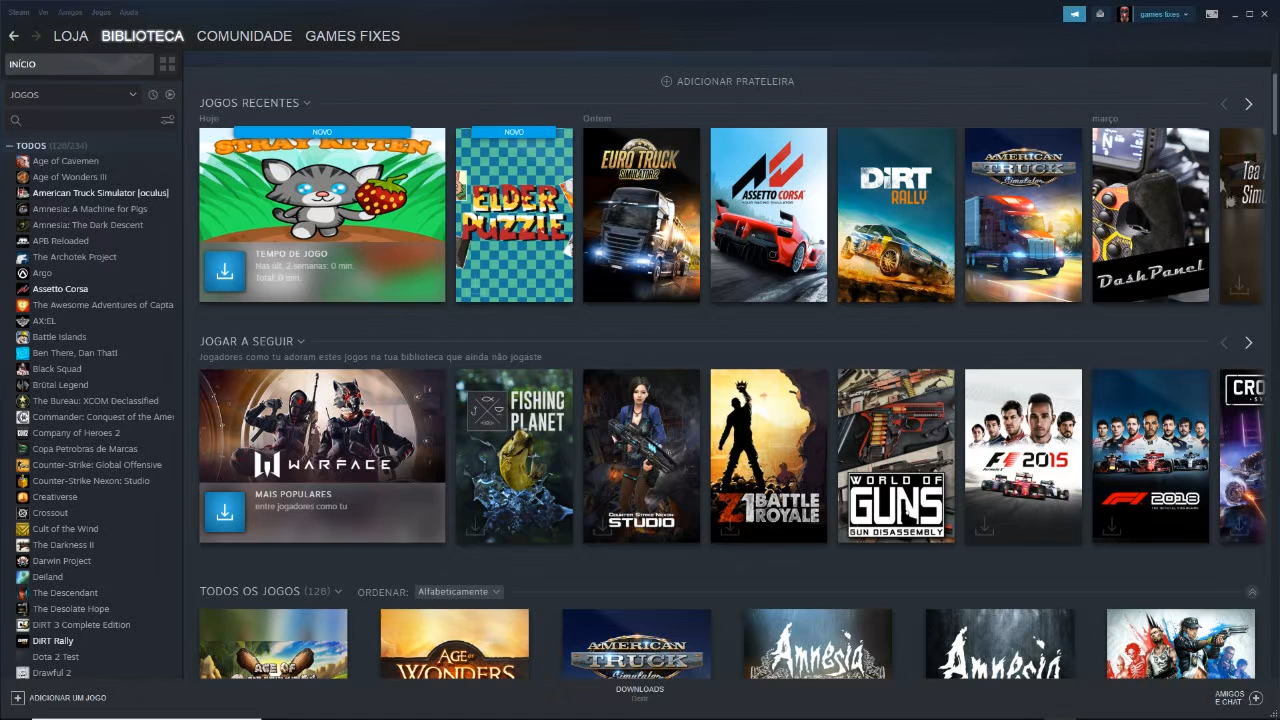 Steam Ver Amigos Jogos Ajuda
games fixes
LOJA BIBLIOTECA COMUNIDADE GAMES FIXES
INÍCIO
JOGOS
TODOS (128/234)
Age of Cavemen
Age of Wonders III
American Truck Simulator [oculus]
Amnesia: A Machine for Pigs
Amnesia: The Dark Descent
APB Reloaded
The Archotek Project
Argo
Assetto Corsa
The Awesome Adventures of Capta
AX:EL
Battle Islands
Ben There, Dan That!
Black Squad
Brütal Legend
The Bureau: XCOM Declassified
Commander: Conquest of the Amer
Company of Heroes 2
Copa Petrobras de Marcas
Counter-Strike: Global Offensive
Counter-Strike Nexon: Studio
Creativerse
Crossout
Cult of the Wind
The Darkness II
Darwin Project
Deiland
The Descendant
The Desolate Hope
DIRT 3 Complete Edition
DiRT Rally
Dota 2 Test
Drawful 2
ADICIONAR UM JOGO
ADICIONAR PRATELEIRA
JOGOS RECENTES
Hoje
Ontem
março
NOVO
STRAY KITTEN
TEMPO DE JOGO
Nas últ. 2 semanas: 0 min.
Total: 0 min.
NOVO
ELDER
PUZZLE
EURO TRUCK
SIMULATOR 2
ASSETTO CORSA
YOUR RACING SIMULATOR
DiRT
RALLY
AMERICAN
TRUCK
Simulator
DashPanel
Tea
Sim
JOGAR A SEGUIR
Jogadores como tu adoram estes jogos na tua biblioteca que ainda não jogaste
WARFACE
MAIS POPULARES
entre jogadores como tu
FISHING
PLANET
COUNTER STRIKE NEXON
STUDIO
Z1 BATTLE
ROYALE
WORLD OF
GUNS
GUN DISASSEMBLY
F1 2015
F1 2018
CRO
TODOS OS JOGOS (128)
ORDENAR:
Alfabeticamente
AGE OF
AGE OF
WONDERS
AMERICAN
TRUCK
Simulator
Amnesia
Amnesia
DOWNLOADS
Gerir
AMIGOS
E CHAT